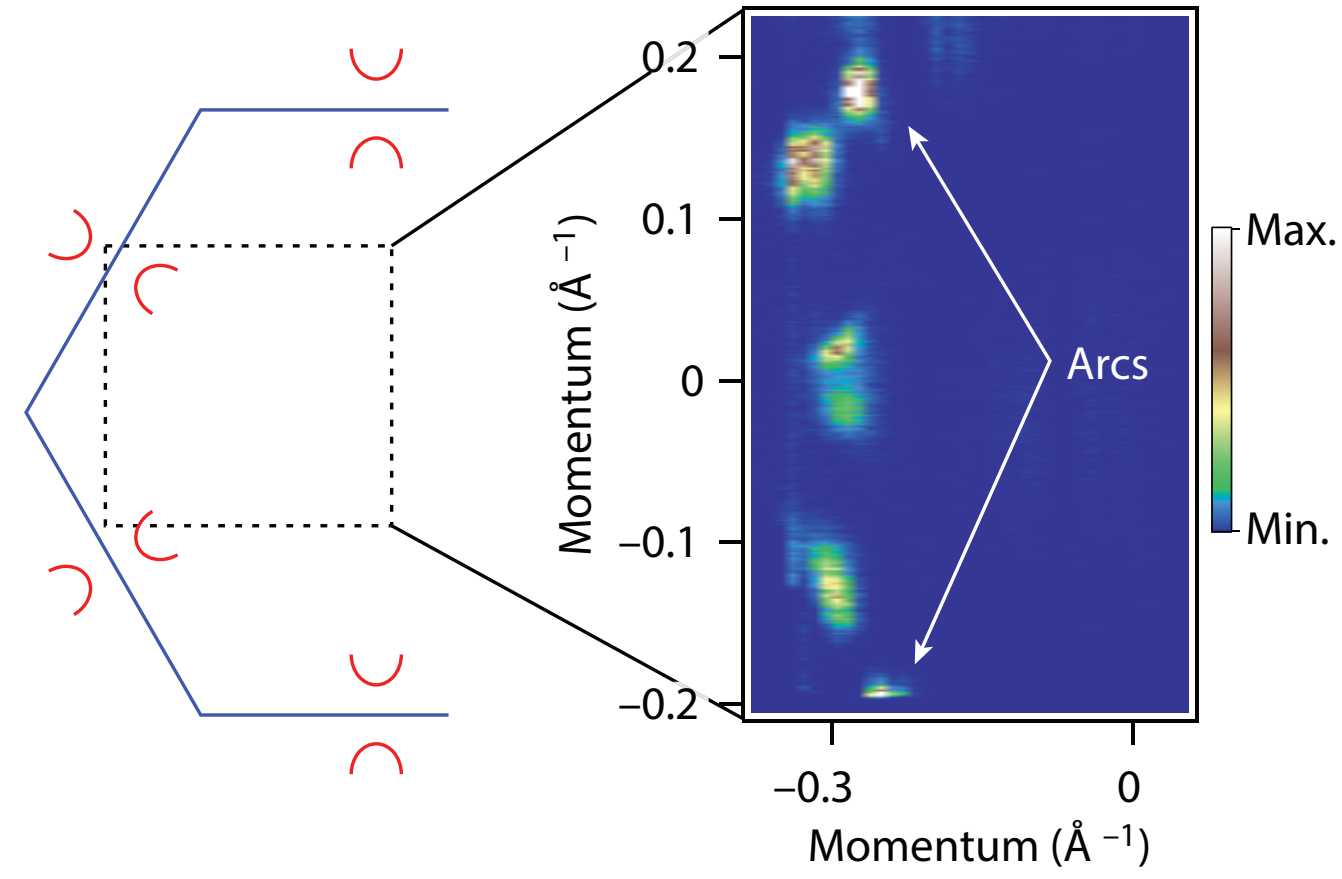 0.2
0.1
0
–0.1
–0.2
Momentum (Å –1)
Arcs
Max.
Min.
–0.3
0
Momentum (Å –1)